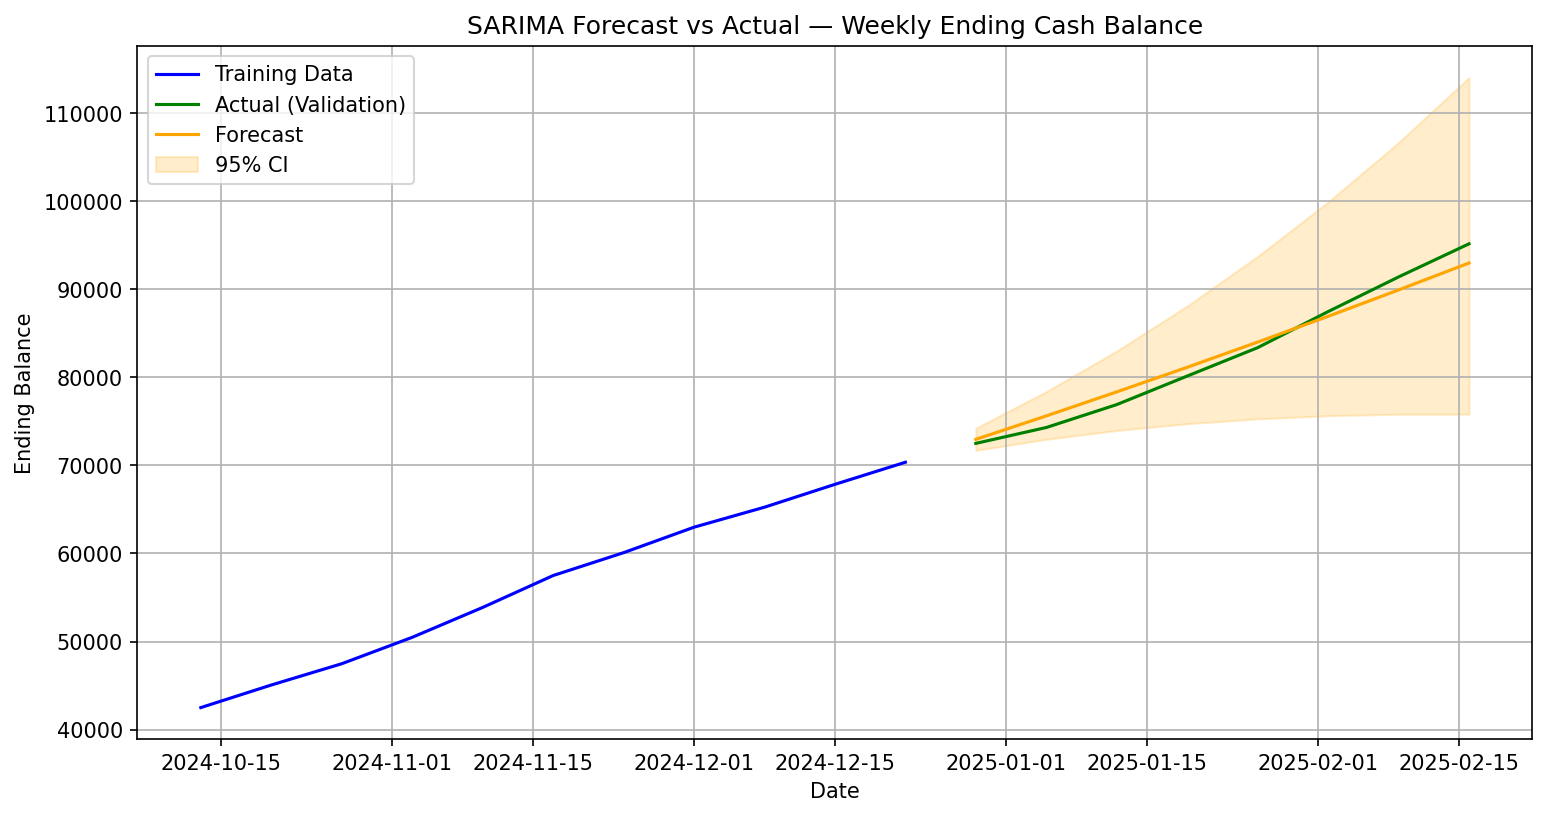 SARIMA Forecast vs Actual — Weekly Ending Cash Balance
Training Data
Actual (Validation)
Forecast
95% CI
110000
100000
90000
80000
70000
60000
50000
40000
Ending Balance
2024-10-15
2024-11-01
2024-11-15
2024-12-01
2024-12-15
2025-01-01
2025-01-15
2025-02-01
2025-02-15
Date